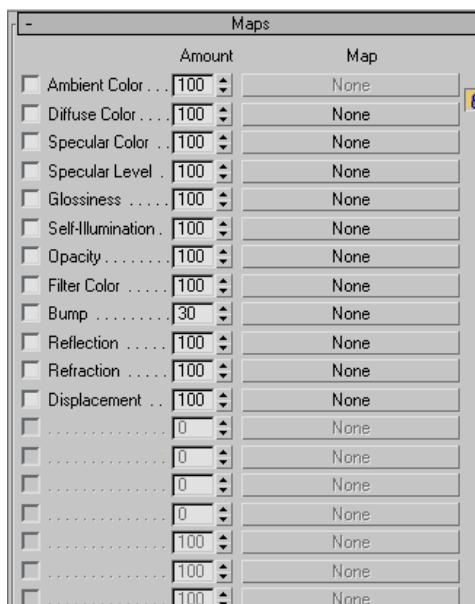 - Maps
Amount Map
Ambient Color . . . 100 None
Diffuse Color . . . . 100 None
Specular Color . . 100 None
Specular Level . 100 None
Glossiness . . . . . 100 None
Self-Illumination . 100 None
Opacity . . . . . . . . 100 None
Filter Color . . . . . 100 None
Bump . . . . . . . . . 30 None
Reflection . . . . . 100 None
Refraction . . . . . 100 None
Displacement . . 100 None
. . . . . . . . . . . . . . 0 None
. . . . . . . . . . . . . . 0 None
. . . . . . . . . . . . . . 0 None
. . . . . . . . . . . . . . 0 None
. . . . . . . . . . . . . . 100 None
. . . . . . . . . . . . . . 100 None
. . . . . . . . . . . . . . 100 None